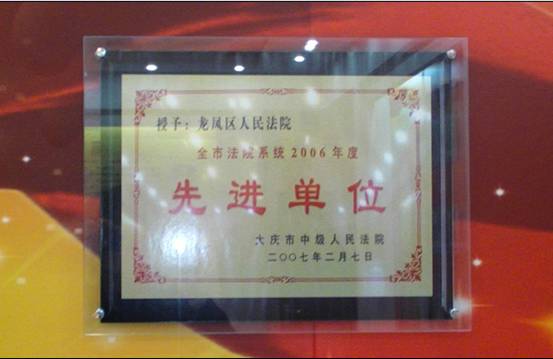 授予：龙凤区人民法院
全市法院系统2006年度
先进单位
大庆市中级人民法院
二〇〇七年二月七日